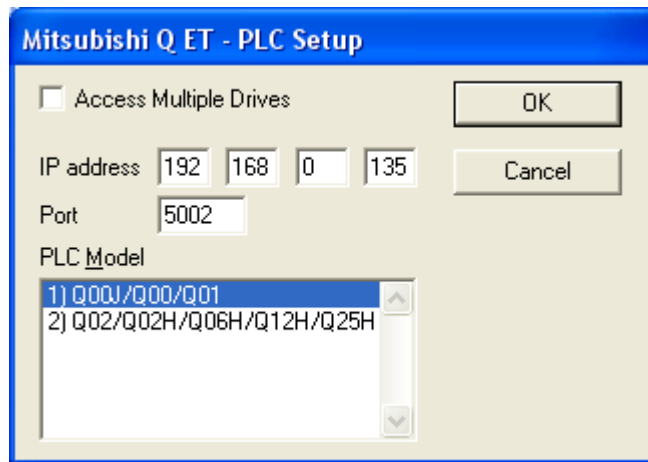 Mitsubishi Q ET - PLC Setup
Access Multiple Drives
OK
IP address 192 168 0 135
Cancel
Port 5002
PLC Model
1) Q00J/Q00/Q01
2) Q02/Q02H/Q06H/Q12H/Q25H